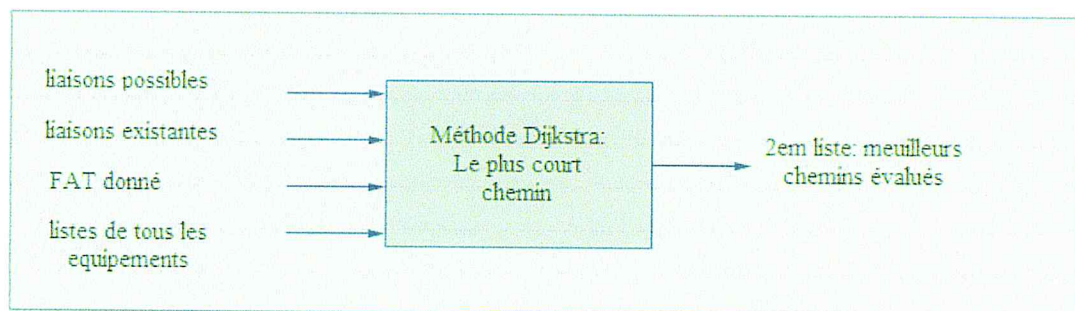 liaisons possibles
liaisons existantes
FAT donné
listes de tous les
equipements
Méthode Dijkstra:
Le plus court
chemin
2em liste: meuilleurs
chemins évalués